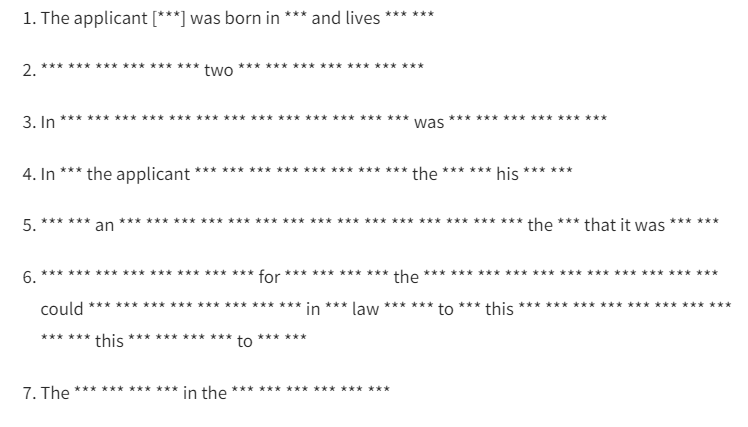 1. The applicant [***] was born in *** and lives *** ***
2. *** *** *** *** *** *** two *** *** *** *** *** *** ***
3. In *** *** *** *** *** *** *** *** *** *** *** *** *** was *** *** *** *** *** ***
4. In *** the applicant *** *** *** *** *** *** *** *** the *** *** his *** ***
5. *** *** an *** *** *** *** *** *** *** *** *** *** *** *** *** *** *** the *** that it was *** ***
6. *** *** *** *** *** *** *** *** for *** *** *** *** the *** *** *** *** *** *** *** *** *** *** ***
could *** *** *** *** *** *** *** *** in *** law *** *** to *** this *** *** *** *** *** *** *** ***
*** *** this *** *** *** *** to *** ***
7. The *** *** *** *** in the *** *** *** *** *** ***